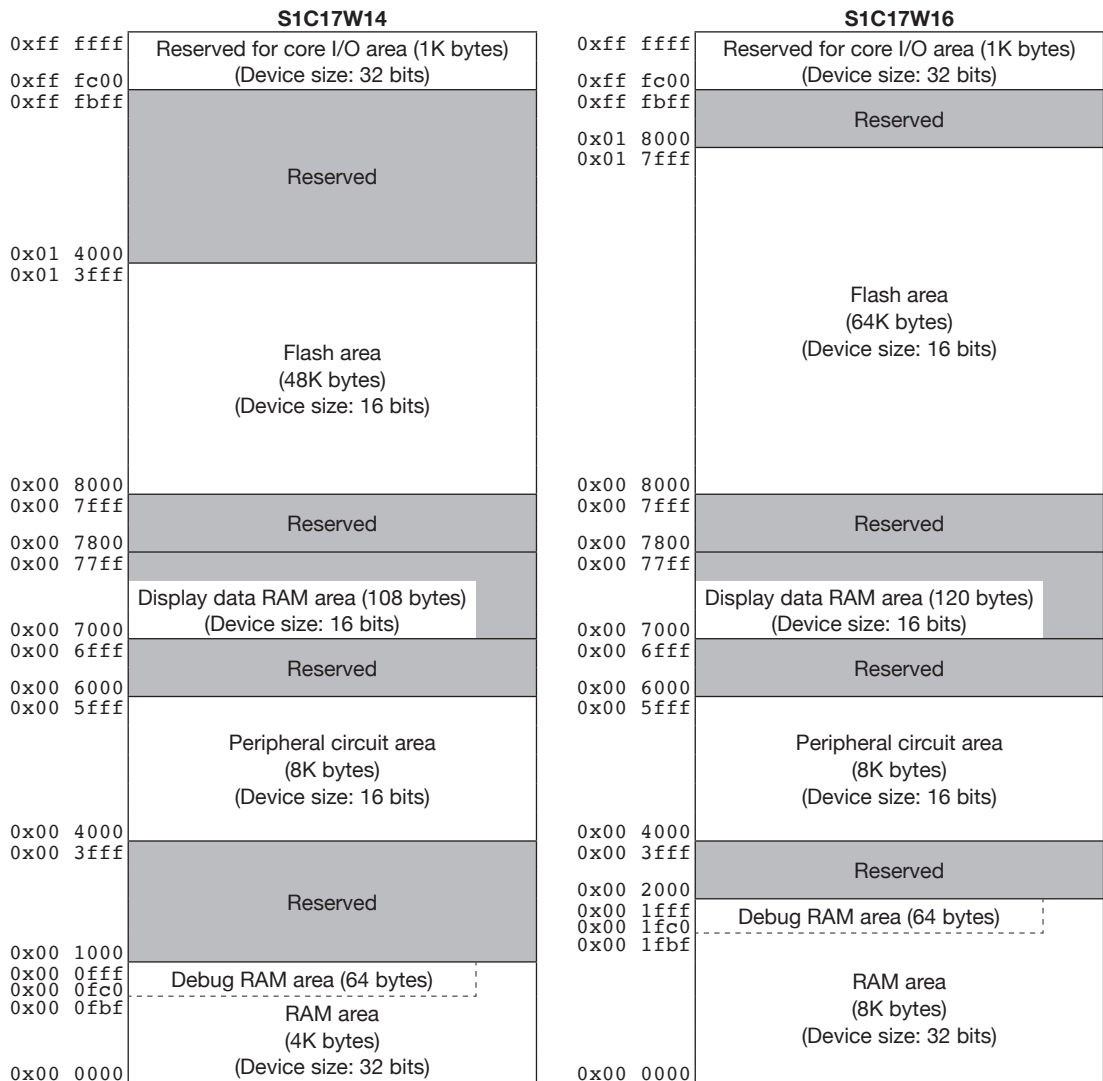 S1C17W14
0xff ffff
Reserved for core I/O area (1K bytes)
(Device size: 32 bits)
0xff fc00
0xff fbff
Reserved
0x01 4000
0x01 3fff
Flash area
(48K bytes)
(Device size: 16 bits)
0x00 8000
0x00 7fff
Reserved
0x00 7800
0x00 77ff
Display data RAM area (108 bytes)
(Device size: 16 bits)
0x00 7000
0x00 6fff
Reserved
0x00 6000
0x00 5fff
Peripheral circuit area
(8K bytes)
(Device size: 16 bits)
0x00 4000
0x00 3fff
Reserved
0x00 1000
0x00 0fff
Debug RAM area (64 bytes)
0x00 0fc0
0x00 0fbf
RAM area
(4K bytes)
(Device size: 32 bits)
0x00 0000
S1C17W16
0xff ffff
Reserved for core I/O area (1K bytes)
(Device size: 32 bits)
0xff fc00
0xff fbff
Reserved
0x01 8000
0x01 7fff
Flash area
(64K bytes)
(Device size: 16 bits)
0x00 8000
0x00 7fff
Reserved
0x00 7800
0x00 77ff
Display data RAM area (120 bytes)
(Device size: 16 bits)
0x00 7000
0x00 6fff
Reserved
0x00 6000
0x00 5fff
Peripheral circuit area
(8K bytes)
(Device size: 16 bits)
0x00 4000
0x00 3fff
Reserved
0x00 2000
0x00 1fff
Debug RAM area (64 bytes)
0x00 1fc0
0x00 1fbf
RAM area
(8K bytes)
(Device size: 32 bits)
0x00 0000